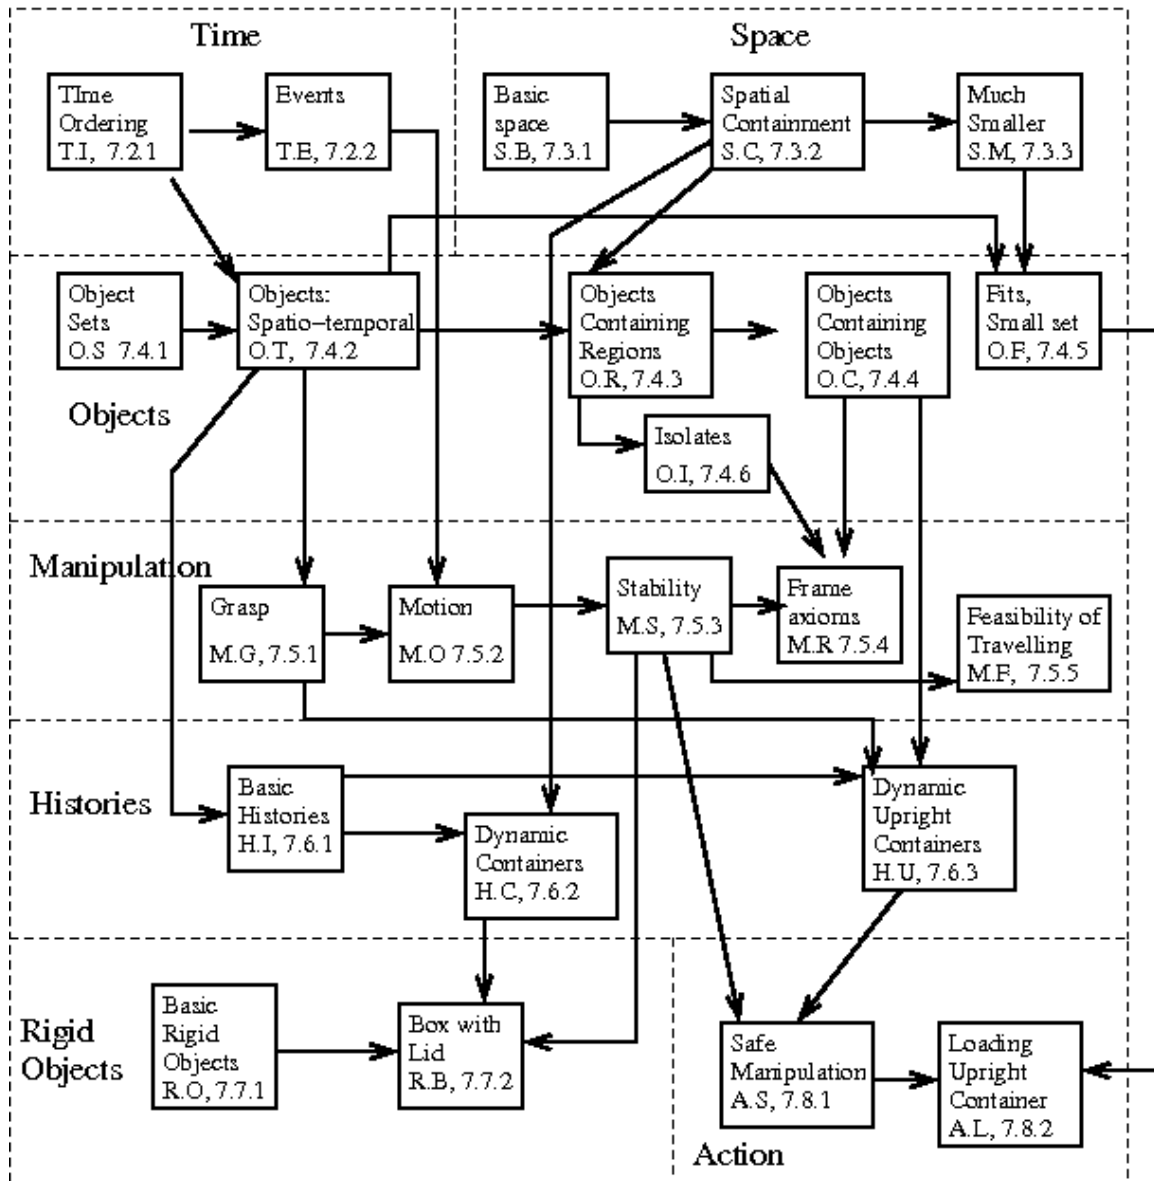 Time
Space
TIme
Ordering
T.I, 7.2.1
Events
T.E, 7.2.2
Basic
space
S.B, 7.3.1
Spatial
Containment
S.C, 7.3.2
Much
Smaller
S.M, 7.3.3
Object
Sets
O.S 7.4.1
Objects:
Spatio-temporal
O.T, 7.4.2
Objects
Containing
Regions
O.R, 7.4.3
Objects
Containing
Objects
O.C, 7.4.4
Fits,
Small set
O.F, 7.4.5
Objects
Isolates
O.I, 7.4.6
Manipulation
Grasp
M.G, 7.5.1
Motion
M.O 7.5.2
Stability
M.S, 7.5.3
Frame
axioms
M.R 7.5.4
Feasibility of
Travelling
M.F, 7.5.5
Histories
Basic
Histories
H.I, 7.6.1
Dynamic
Containers
H.C, 7.6.2
Dynamic
Upright
Containers
H.U, 7.6.3
Rigid
Objects
Basic
Rigid
Objects
R.O, 7.7.1
Box with
Lid
R.B, 7.7.2
Safe
Manipulation
A.S, 7.8.1
Loading
Upright
Container
A.L, 7.8.2
Action